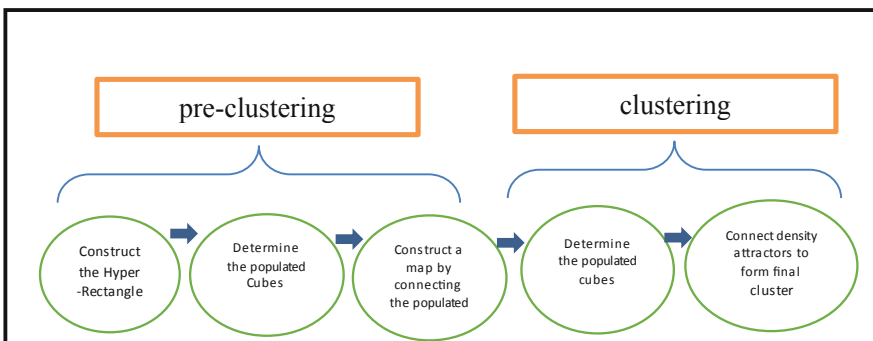 pre-clustering
clustering
Construct
the Hyper
-Rectangle
Determine
the populated
Cubes
Construct a
map by
connecting
the populated
Determine
the populated
cubes
Connect density
attractors to
form final
cluster